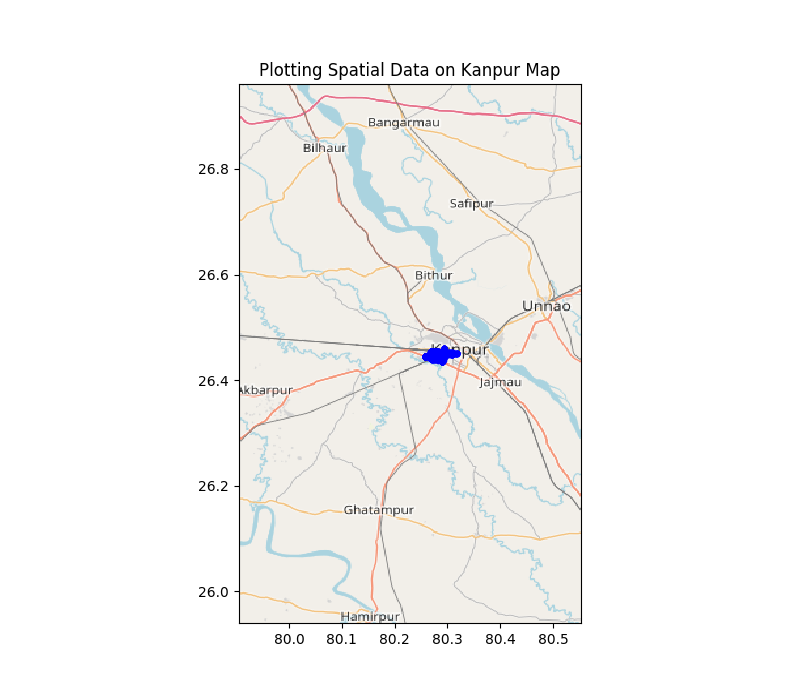 Plotting Spatial Data on Kanpur Map
Bangarmau
Bilhaur
26.8
Safipur
Bithur
26.6
Unnao
Kanpur
26.4
Jajmau
Akbarpur
26.2
Ghatampur
26.0
Hamirpur
80.0 80.1 80.2 80.3 80.4 80.5